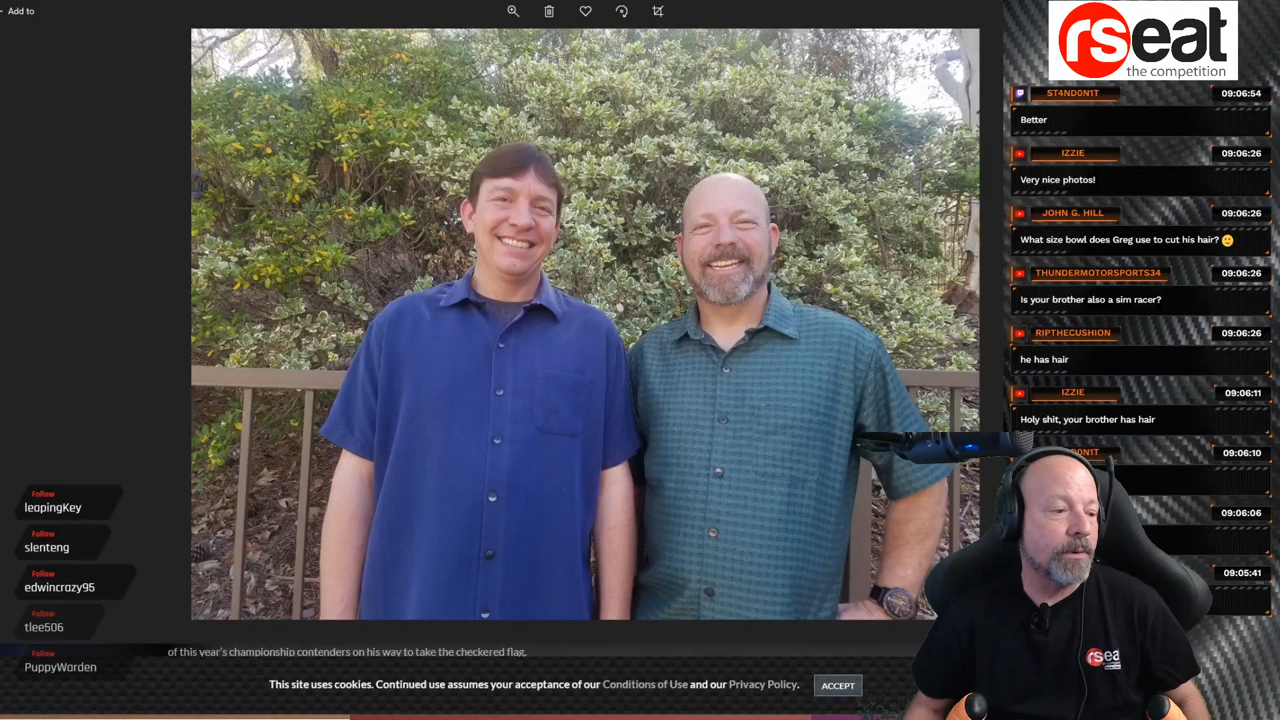 Add to
rseat
the competition
ST4ND0N1T
09:06:54
Better
IZZIE
09:06:26
Very nice photos!
JOHN G. HILL
09:06:26
What size bowl does Greg use to cut his hair? 🙂
THUNDERMOTORSPORTS34
09:06:26
Is your brother also a sim racer?
RIPTHECUSHION
09:06:26
he has hair
IZZIE
09:06:11
Holy shit, your brother has hair
09:06:10
09:06:06
09:05:41
Follow
leapingKey
Follow
slenteng
Follow
edwincrazy95
Follow
tlee506
Follow
PuppyWarden
of this year's championship contenders on his way to take the checkered flag.
This site uses cookies. Continued use assumes your acceptance of our Conditions of Use and our Privacy Policy.
ACCEPT
rseat